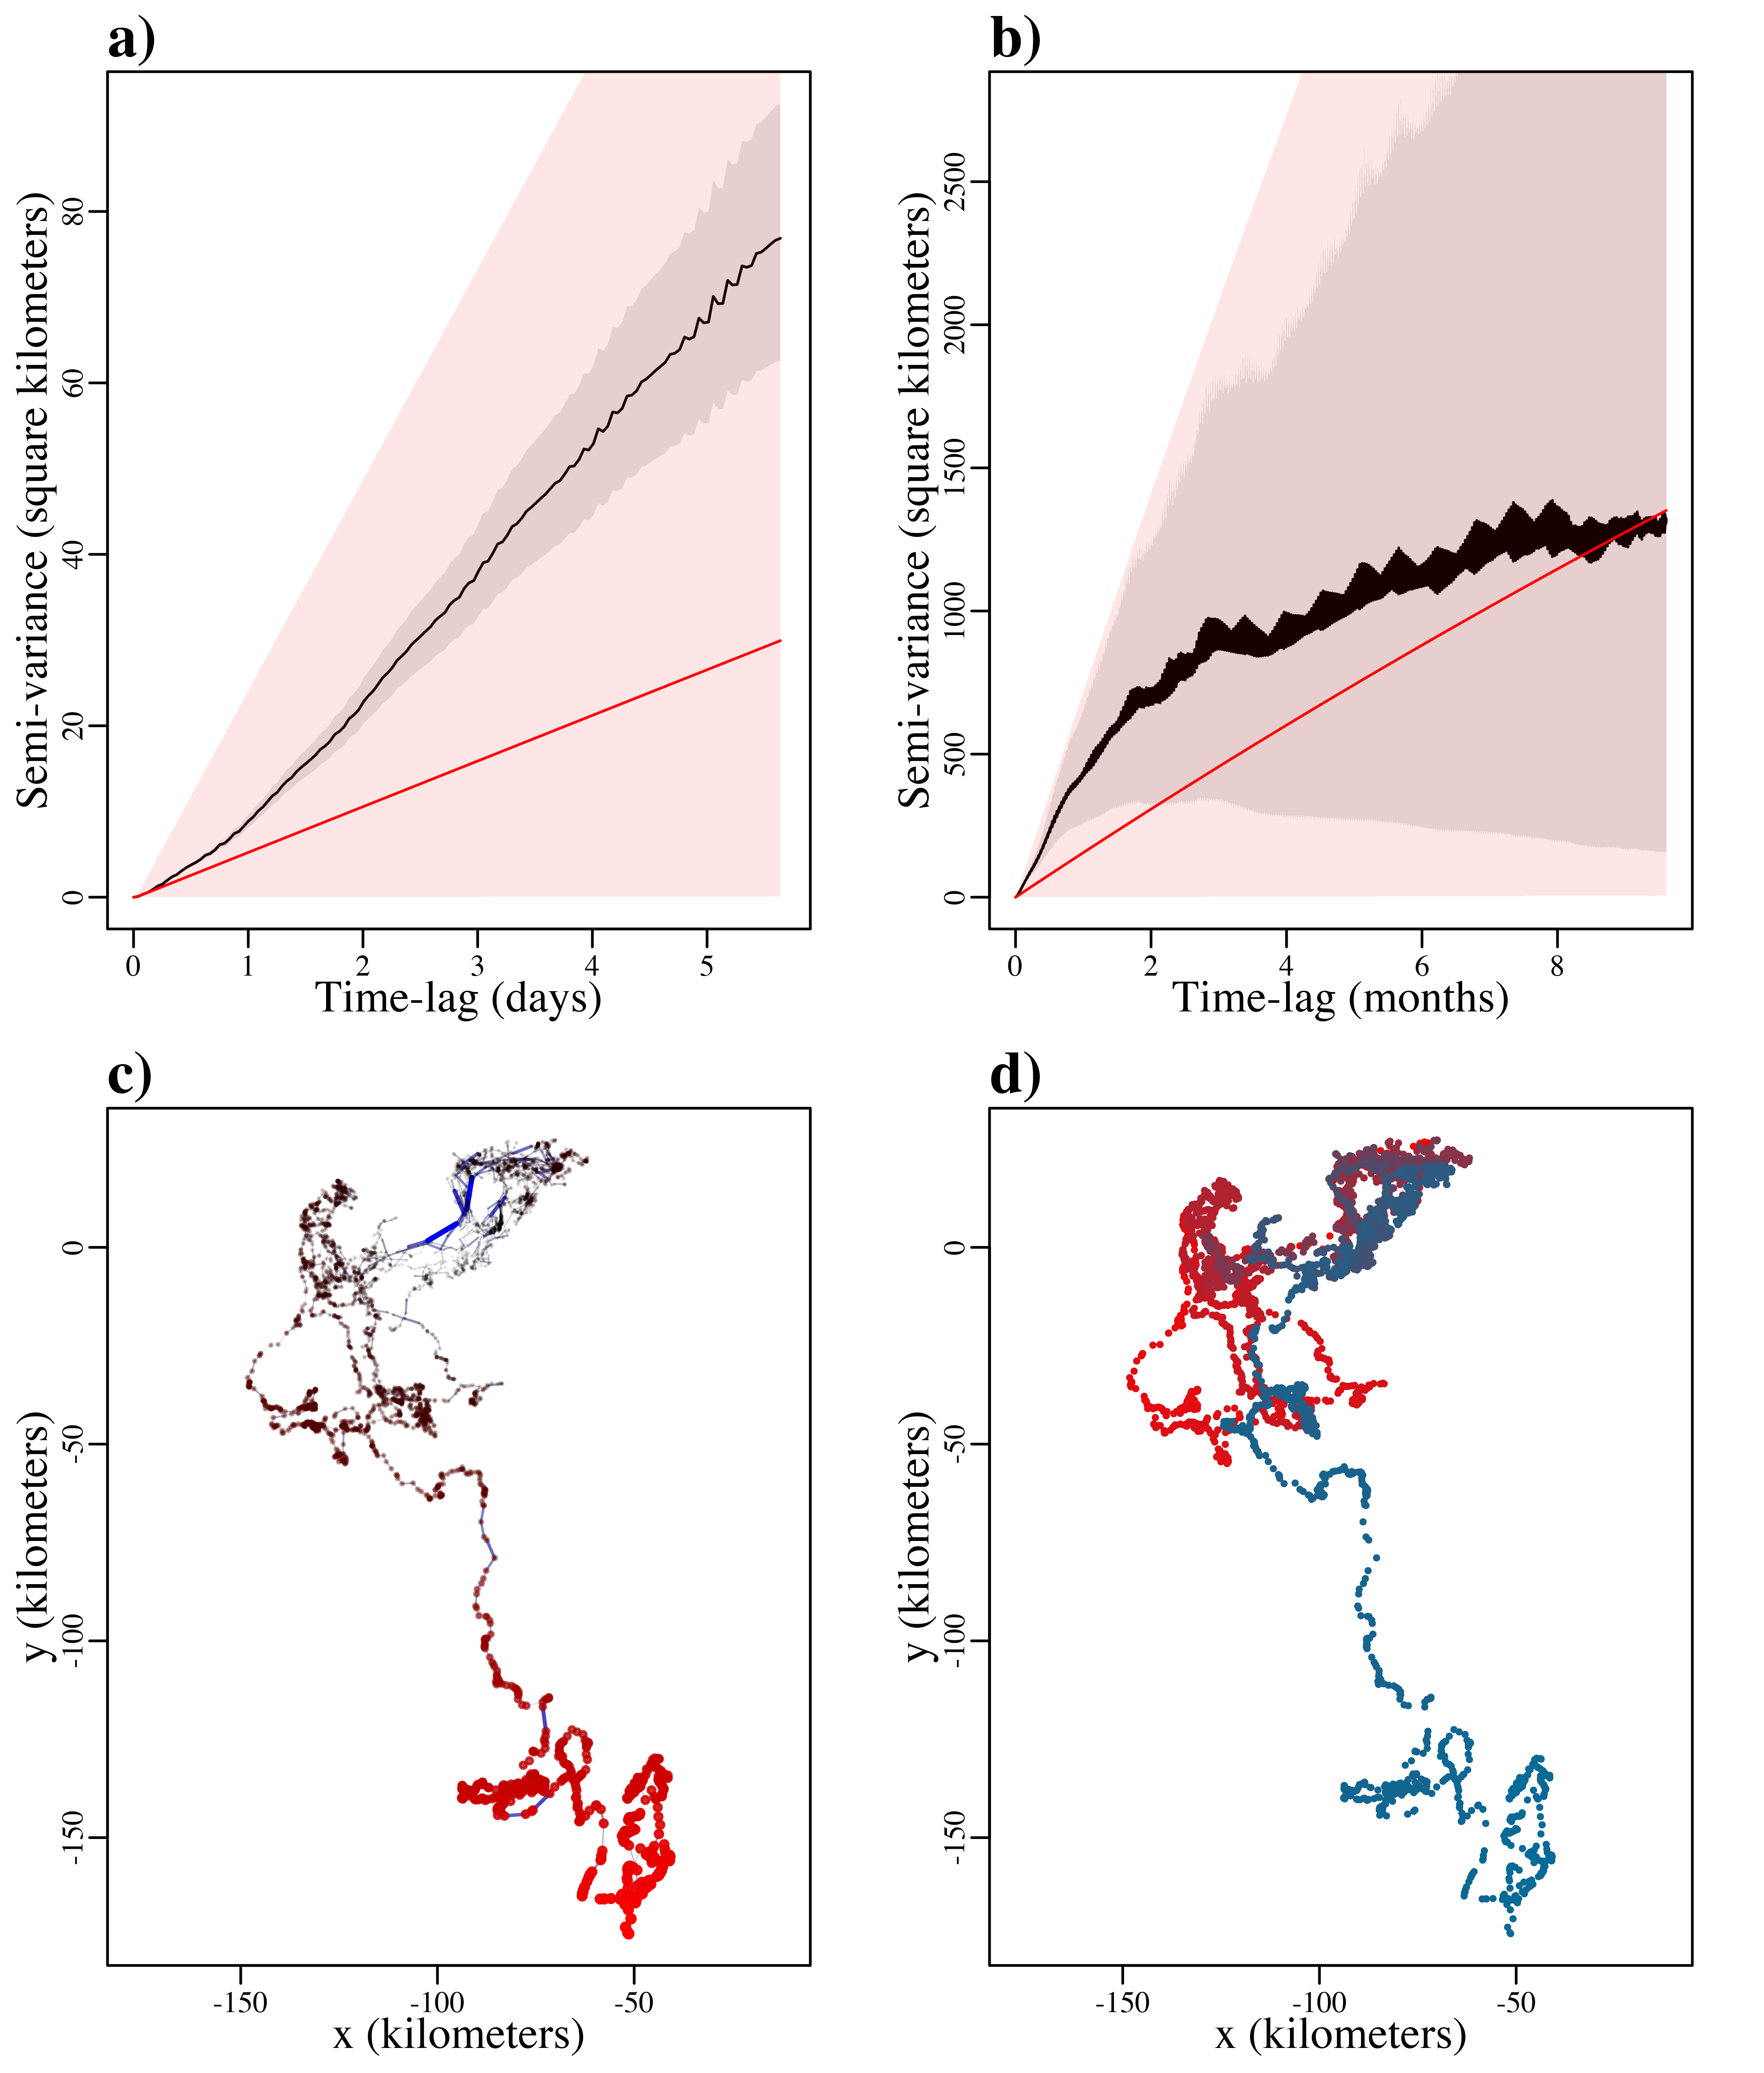 a)
Semi-variance (square kilometers)
0 20 40 60 80
0 1 2 3 4 5
Time-lag (days)
b)
Semi-variance (square kilometers)
0 500 1000 1500 2000 2500
0 2 4 6 8
Time-lag (months)
c)
y (kilometers)
-150 -100 -50 0
-150 -100 -50
x (kilometers)
d)
y (kilometers)
-150 -100 -50 0
-150 -100 -50
x (kilometers)